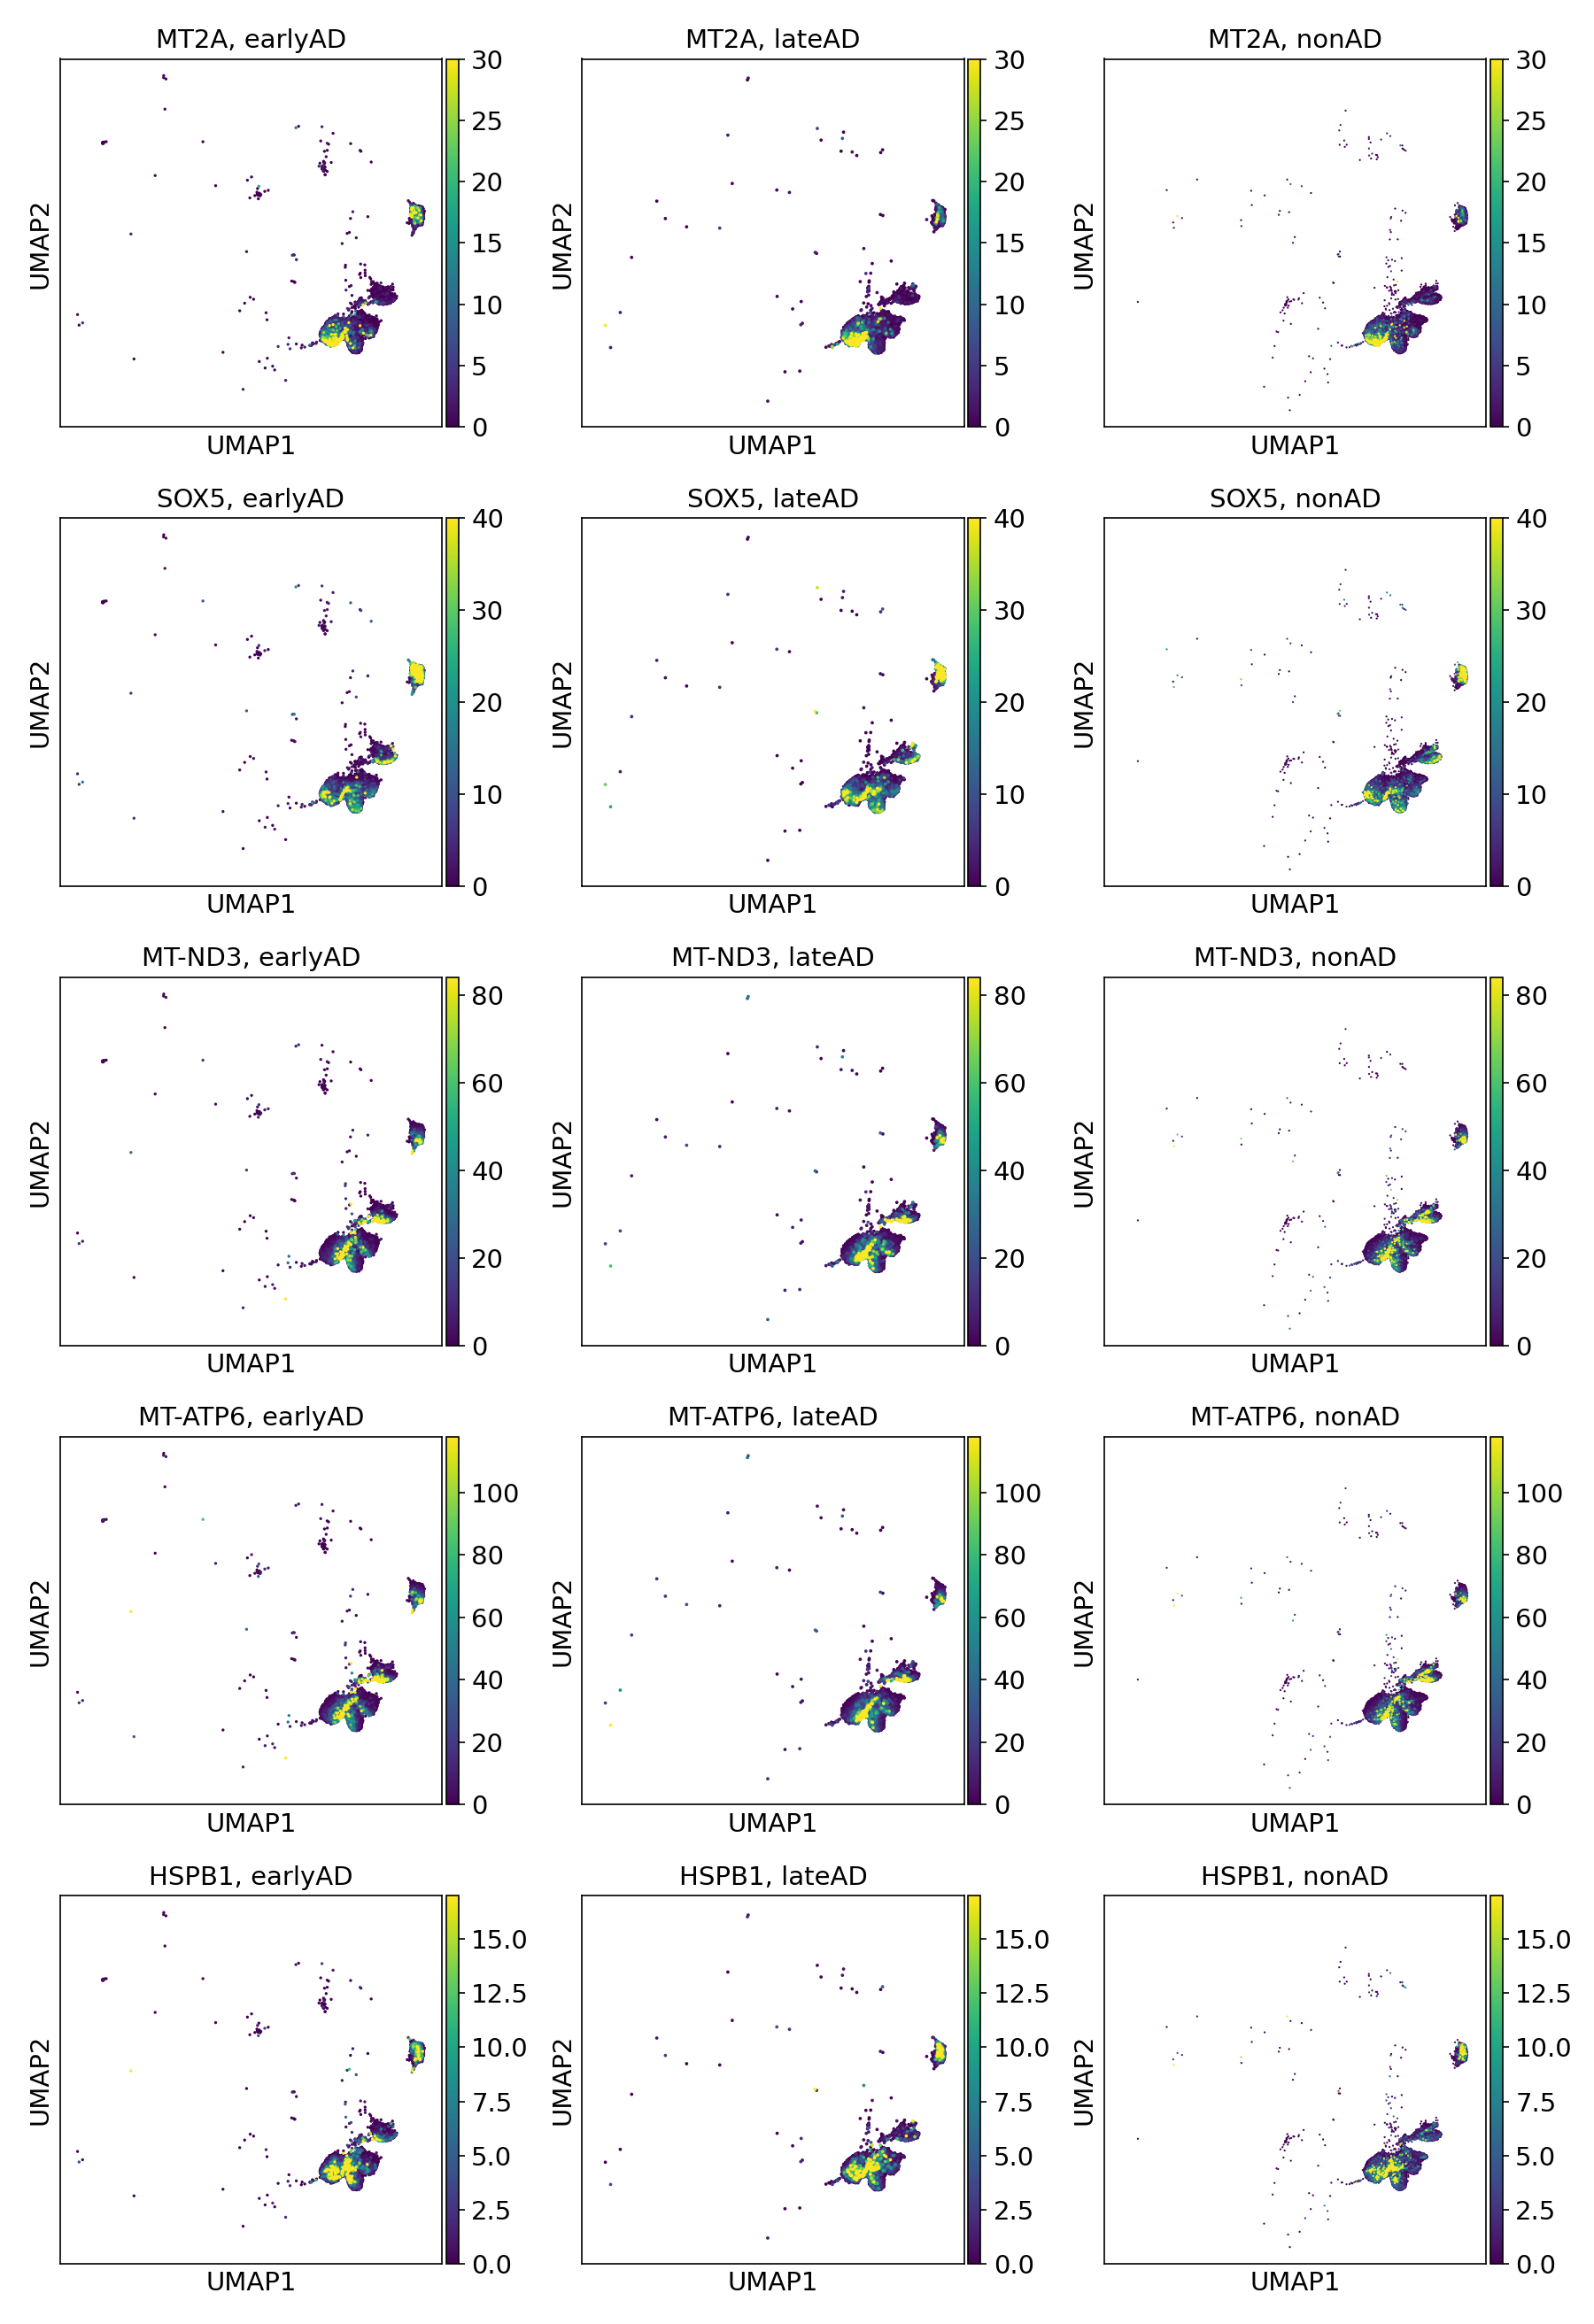 MT2A, earlyAD
MT2A, lateAD
MT2A, nonAD
30
25
20
15
10
5
0
30
25
20
15
10
5
0
30
25
20
15
10
5
0
UMAP2
UMAP2
UMAP2
UMAP1
UMAP1
UMAP1
SOX5, earlyAD
SOX5, lateAD
SOX5, nonAD
40
30
20
10
0
40
30
20
10
0
40
30
20
10
0
UMAP2
UMAP2
UMAP2
UMAP1
UMAP1
UMAP1
MT-ND3, earlyAD
MT-ND3, lateAD
MT-ND3, nonAD
80
60
40
20
0
80
60
40
20
0
80
60
40
20
0
UMAP2
UMAP2
UMAP2
UMAP1
UMAP1
UMAP1
MT-ATP6, earlyAD
MT-ATP6, lateAD
MT-ATP6, nonAD
100
80
60
40
20
0
100
80
60
40
20
0
100
80
60
40
20
0
UMAP2
UMAP2
UMAP2
UMAP1
UMAP1
UMAP1
HSPB1, earlyAD
HSPB1, lateAD
HSPB1, nonAD
15.0
12.5
10.0
7.5
5.0
2.5
0.0
15.0
12.5
10.0
7.5
5.0
2.5
0.0
15.0
12.5
10.0
7.5
5.0
2.5
0.0
UMAP2
UMAP2
UMAP2
UMAP1
UMAP1
UMAP1